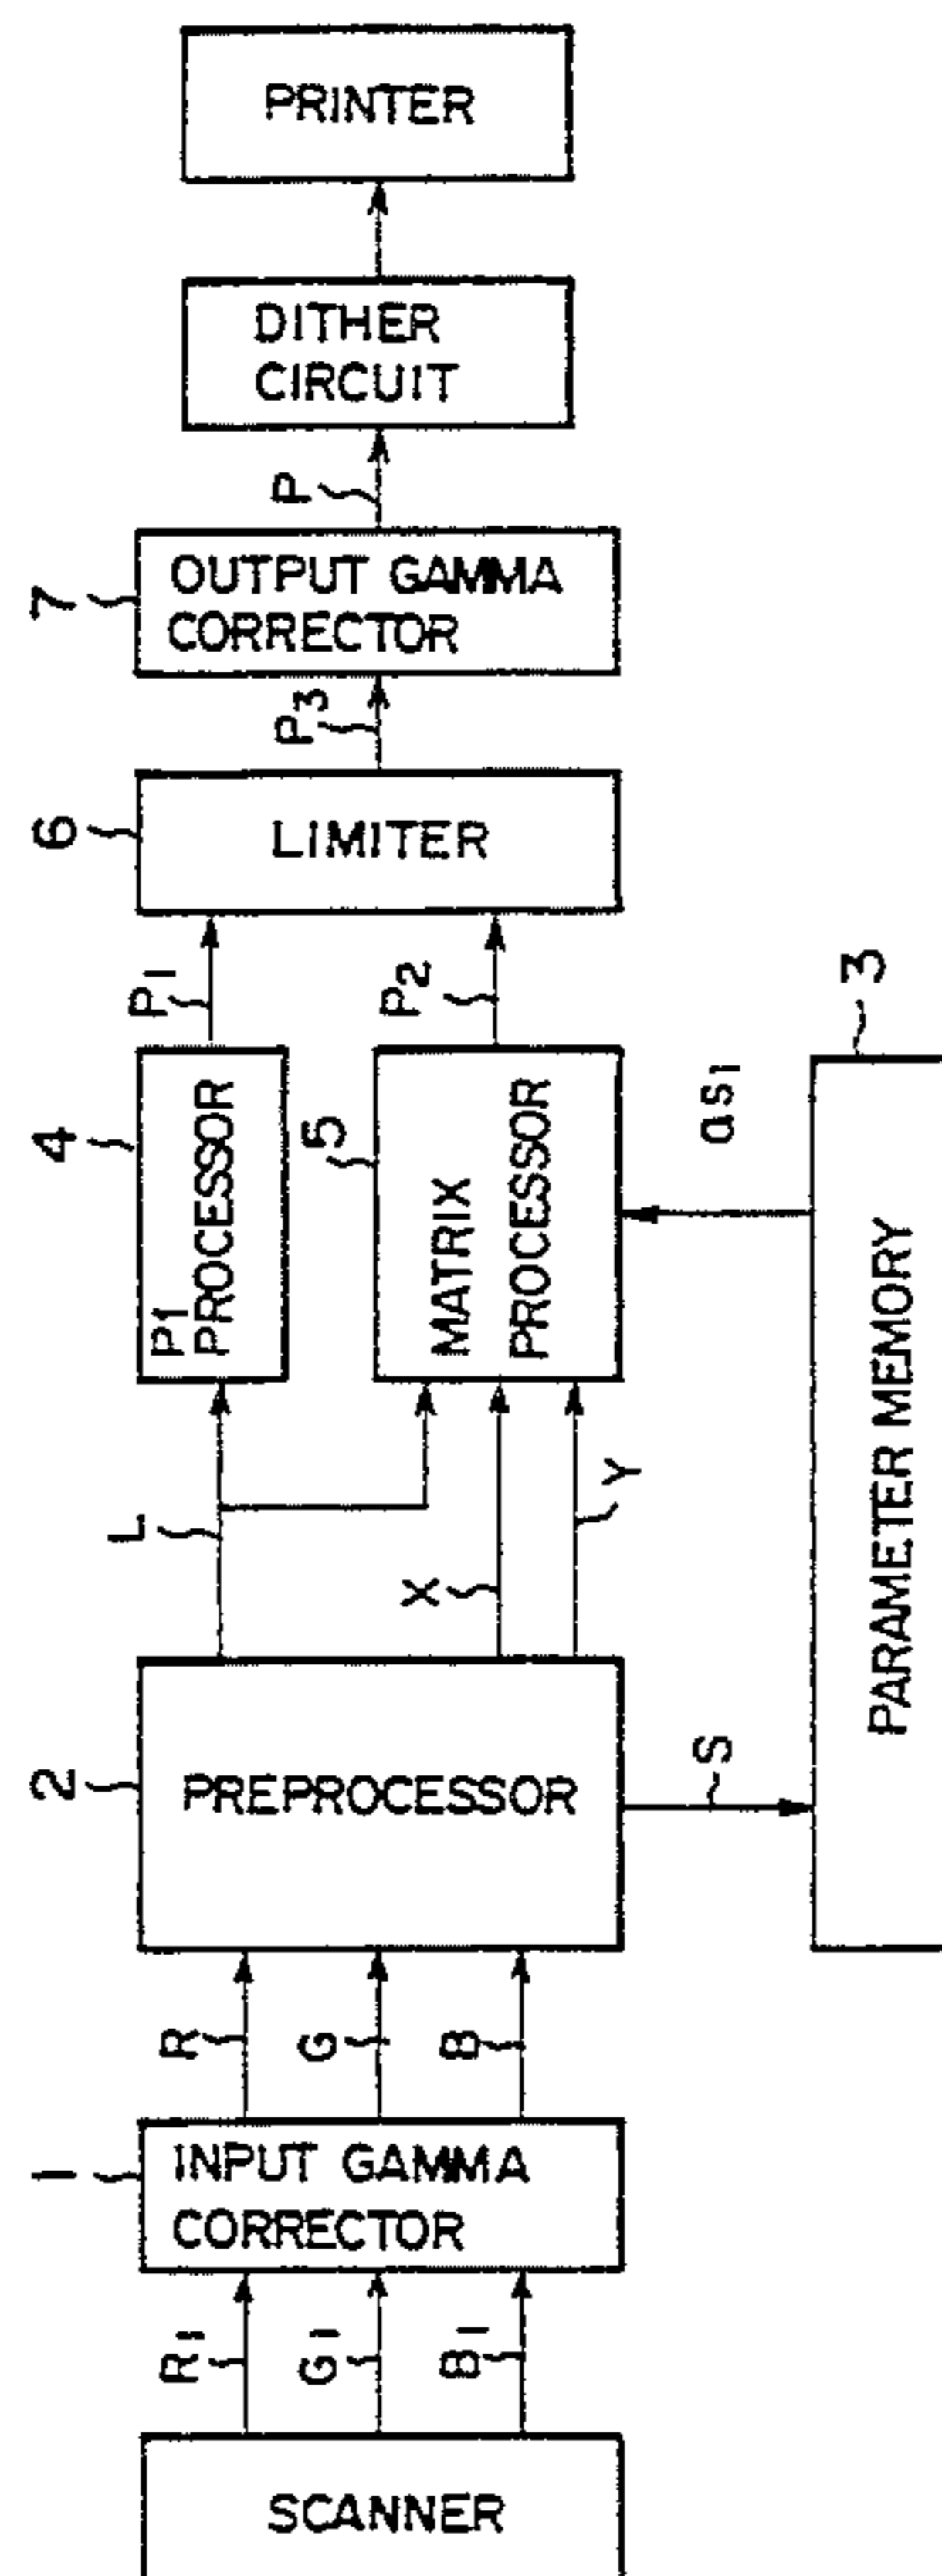 PRINTER
DITHER
CIRCUIT
P
7
OUTPUT GAMMA
CORRECTOR
P3
6
LIMITER
P1
P2
4
P1
PROCESSOR
5
MATRIX
PROCESSOR
as1
3
PARAMETER MEMORY
L
X
Y
2
PREPROCESSOR
S
R
G
B
1
INPUT GAMMA
CORRECTOR
R1
G1
B1
SCANNER